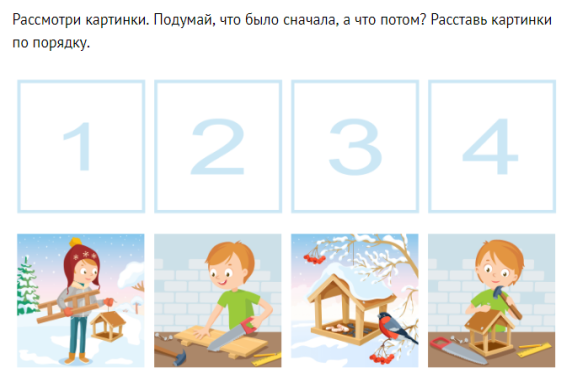 Рассмотри картинки. Подумай, что было сначала, а что потом? Расставь картинки
по порядку.
1 2 3 4